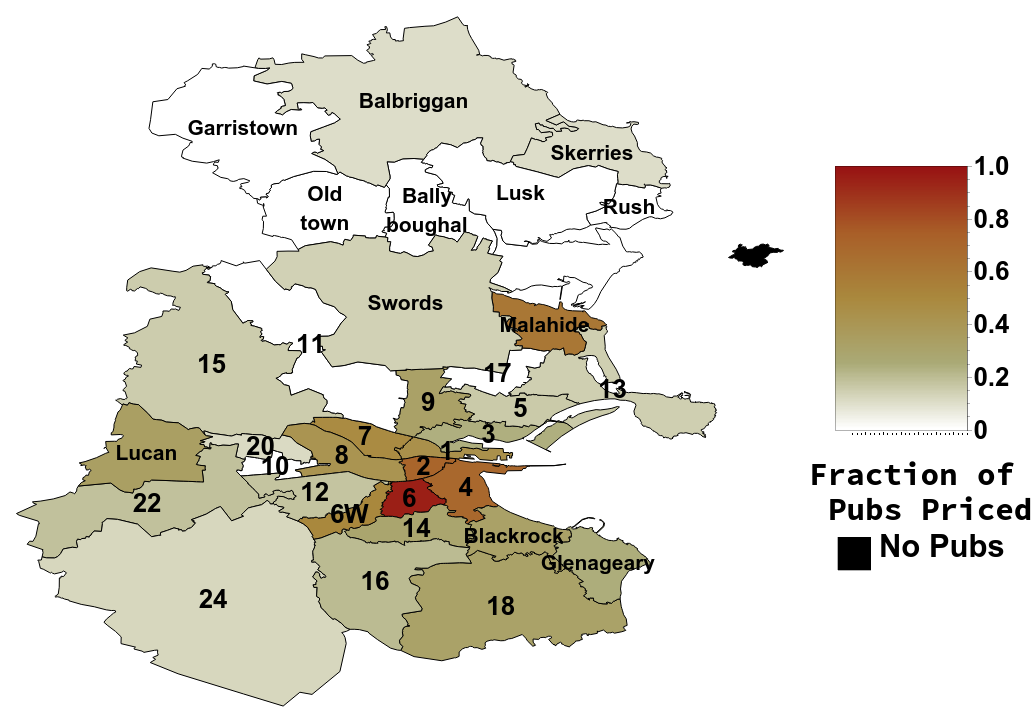 Balbriggan
Garristown
Skerries
Old
town
Bally
boughal
Lusk
Rush
Swords
Malahide
11
15
17
13
9
5
7
3
20
1
Lucan
8
2
10
4
12
6
22
6W
14
Blackrock
Glenageary
16
24
18
1.0
0.8
0.6
0.4
0.2
0
Fraction of
Pubs Priced
No Pubs